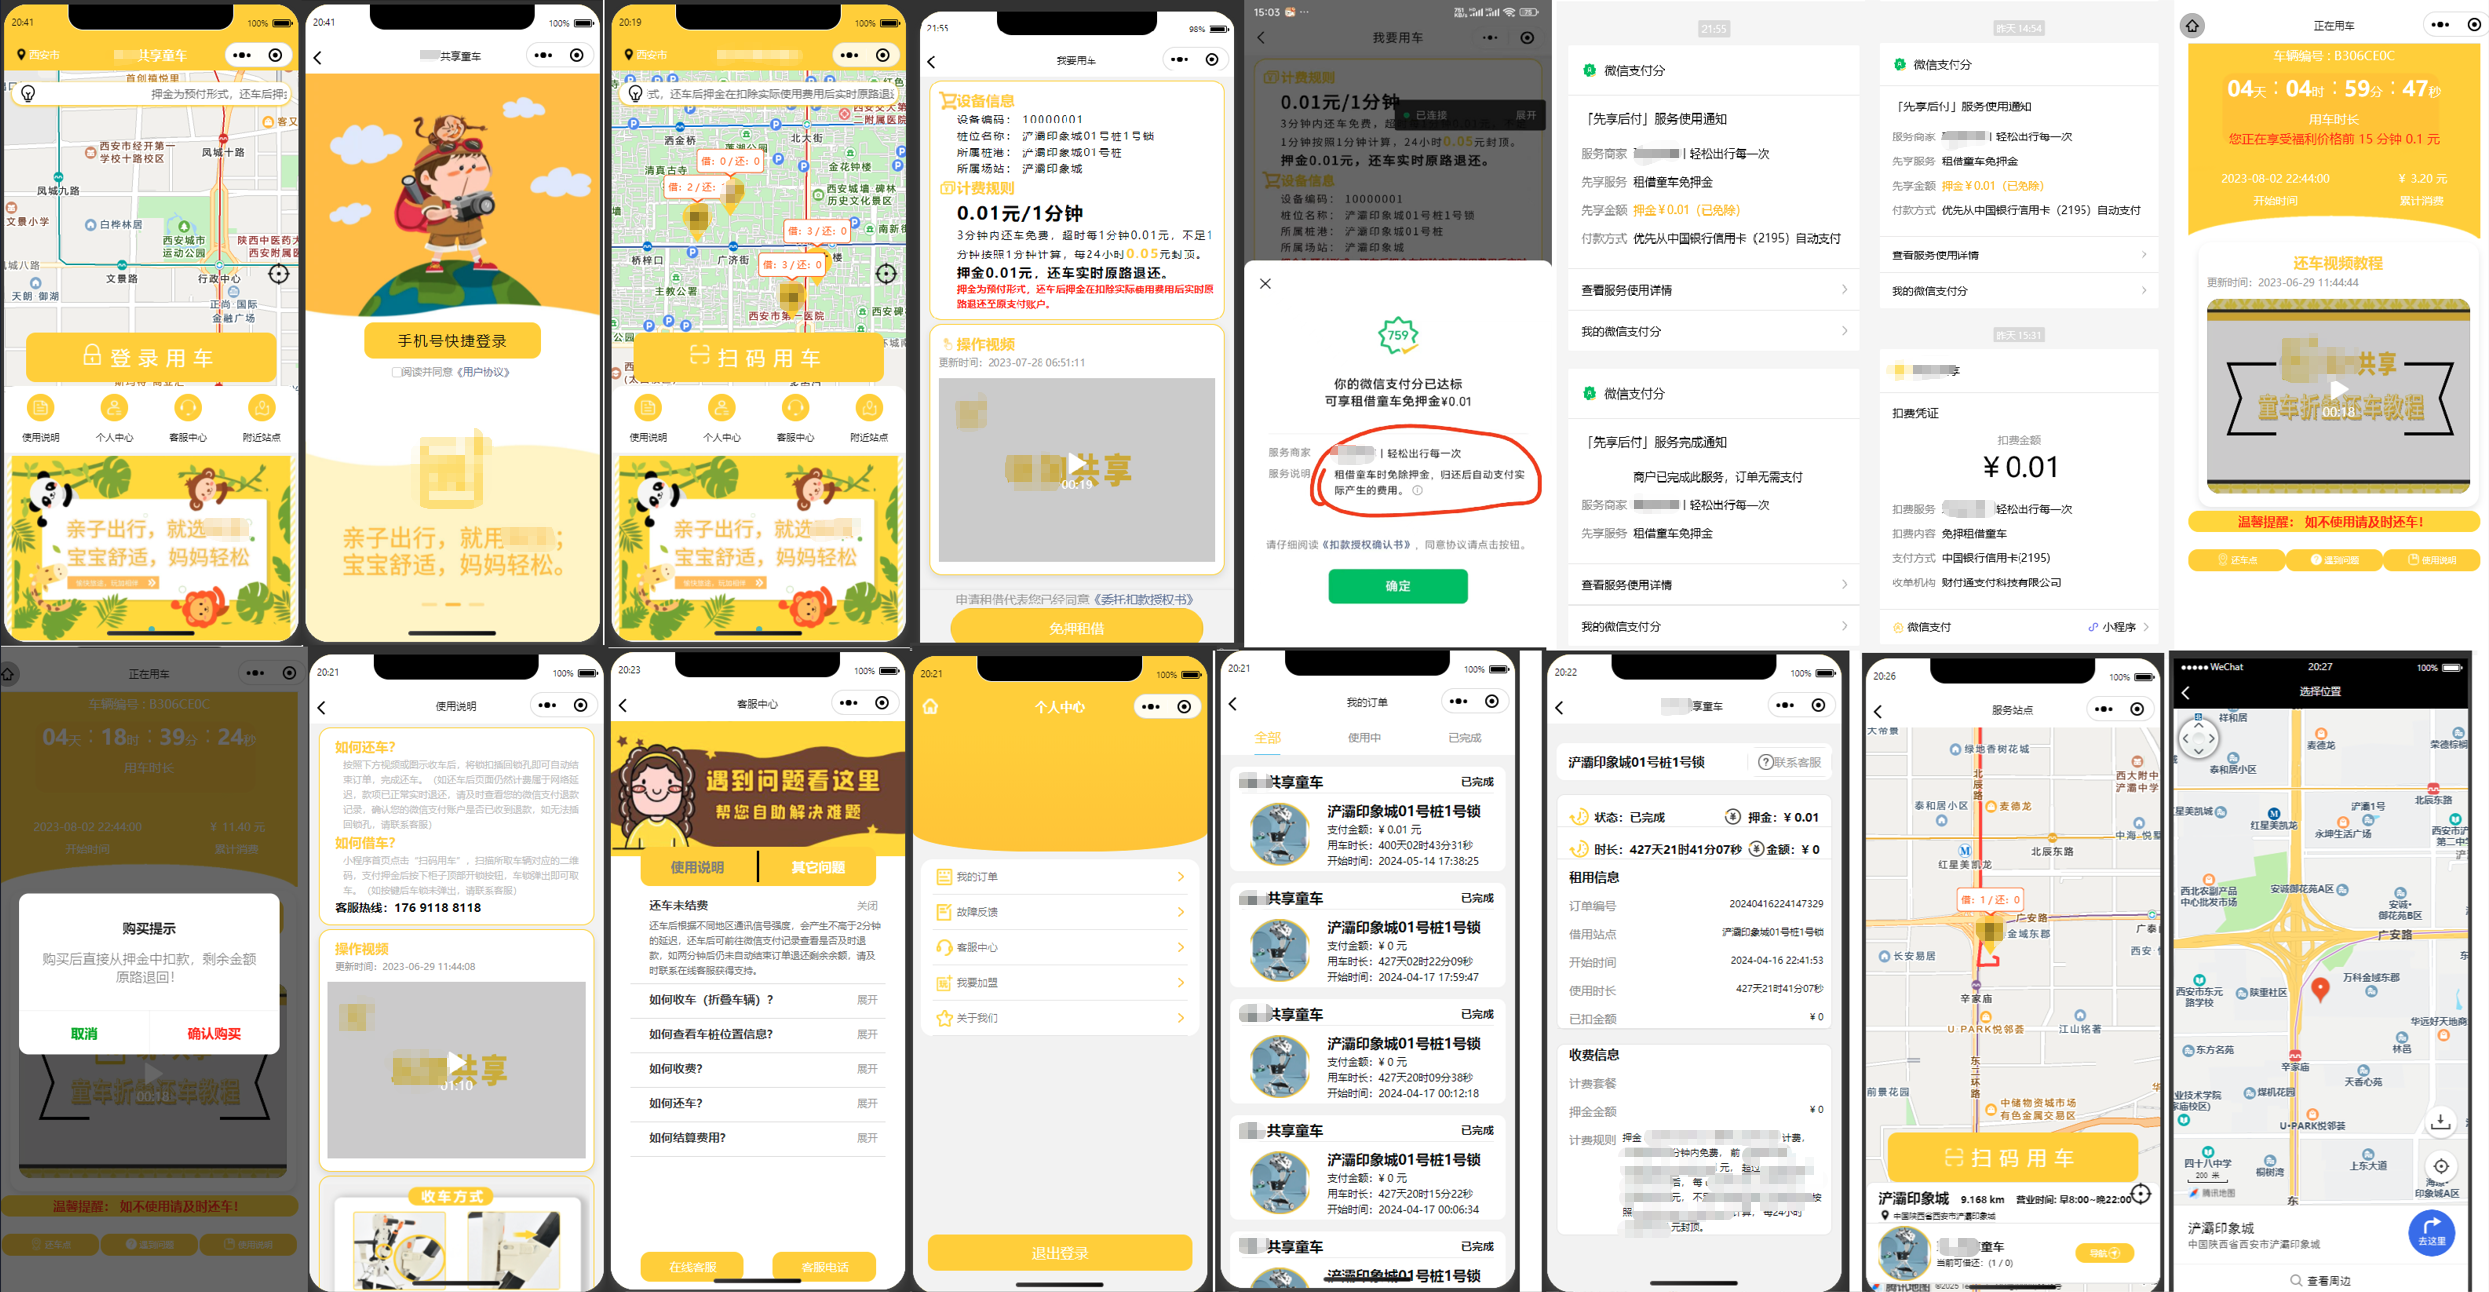 20:41
100%
西安市
共享童车
首创禧悦里
押金为预付形式，还车后押
西安市经开第一
学校十路校区
凤城十路
凤城九路
文景小学
白桦林居
西安城市
运动公园
陕西中医药大
西安附属医
凤城八路
文景路
行政中心
天朗·御湖
正尚·国际
金融广场
登录用车
使用说明
个人中心
客服中心
附近站点
亲子出行，就选
宝宝舒适，妈妈轻松
20:41
100%
共享童车
手机号快捷登录
阅读并同意《用户协议》
亲子出行，就用；
宝宝舒适，妈妈轻松。
20:19
100%
西安市
式，还车后押金在扣除实际使用费用后实时原路退
洒金桥
北大街
莲湖公园
借：0 / 还：0
清真古寺
金花钟楼
借：2 / 还：
西安城墙·碑林
历史文化景区
借：3 / 还：0
南新街
桥梓口
广济街
借：3 / 还：0
主教公署
西安市第一医院
扫码用车
使用说明
个人中心
客服中心
附近站点
亲子出行，就选
宝宝舒适，妈妈轻松
21:55
98%
我要用车
设备信息
设备编码： 10000001
桩位名称： 浐灞印象城01号桩1号锁
所属桩港： 浐灞印象城01号桩
所属场站： 浐灞印象城
计费规则
0.01元/1分钟
3分钟内还车免费，超时每1分钟0.01元，不足1
分钟按照1分钟计算，每24小时0.05元封顶。
押金0.01元，还车实时原路退还。
押金为预付形式，还车后押金在扣除实际使用费用后实时原
路退还至原支付账户。
操作视频
更新时间：2023-07-28 06:51:11
共享
00:19
申请租借代表您已经同意《委托扣款授权书》
免押租借
15:03
我要用车
计费规则
0.01元/1分钟
已连接
展开
3分钟内还车免费，超
1分钟按照1分钟计算，24小时0.05元封顶。
押金0.01元，还车实时原路退还。
设备信息
设备编码： 10000001
桩位名称： 浐灞印象城01号桩1号锁
所属桩港： 浐灞印象城01号桩
所属场站： 浐灞印象城
759
你的微信支付分已达标
可享租借童车免押金¥0.01
服务商家 | 轻松出行每一次
服务说明 租借童车时免除押金，归还后自动支付实
际产生的费用。
请仔细阅读《扣款授权确认书》，同意协议请点击按钮。
确定
21:55
微信支付分
「先享后付」服务使用通知
服务商家 | 轻松出行每一次
先享服务 租借童车免押金
先享金额 押金¥0.01（已免除）
付款方式 优先从中国银行信用卡（2195）自动支付
查看服务使用详情
我的微信支付分
微信支付分
「先享后付」服务完成通知
商户已完成此服务，订单无需支付
服务商家 | 轻松出行每一次
先享服务 租借童车免押金
查看服务使用详情
我的微信支付分
昨天 14:54
微信支付分
「先享后付」服务使用通知
服务商家 | 轻松出行每一次
先享服务 租借童车免押金
先享金额 押金¥0.01（已免除）
付款方式 优先从中国银行信用卡（2195）自动支付
查看服务使用详情
我的微信支付分
昨天 15:31
享
扣费凭证
扣费金额
¥0.01
扣费服务 轻松出行每一次
扣费内容 免押租借童车
支付方式 中国银行信用卡(2195)
收单机构 财付通支付科技有限公司
微信支付
小程序
正在用车
车辆编号：B306CE0C
04天：04时：59分：47秒
用车时长
您正在享受福利价格前 15 分钟 0.1 元
2023-08-02 22:44:00
¥ 3.20 元
开始时间
累计消费
还车视频教程
更新时间：2023-06-29 11:44:44
共享
童车折叠还车教程
00:18
温馨提醒：如不使用请及时还车！
还车点
遇到问题
使用说明
正在用车
车辆编号：B306CE0C
04天：18时：39分：24秒
用车时长
2023-08-02 22:44:00
¥ 11.40 元
开始时间
累计消费
购买提示
购买后直接从押金中扣款，剩余金额
原路退回！
取消
确认购买
童车折叠还车教程
00:18
温馨提醒：如不使用请及时还车！
还车点
遇到问题
使用说明
20:21
100%
使用说明
如何还车？
按照下方视频或图示收车后，将锁扣插回锁孔即可自动结
束订单，完成还车。（如还车后页面仍然计费属于网络延
迟，款项已正常实时退还，请及时查看您的微信支付退款
记录，确认您的微信支付账户是否已收到退款，如无法插
回锁孔，请联系客服）
如何借车？
小程序首页点击“扫码用车”，扫描所取车辆对应的二维
码，支付押金后按下柜子顶部开锁按钮，车锁弹出即可取
车。（如按键后车锁未弹出，请联系客服）
客服热线：176 9118 8118
操作视频
更新时间：2023-06-29 11:44:08
共享
01:10
收车方式
20:23
100%
客服中心
遇到问题看这里
帮您自助解决难题
使用说明
其它问题
还车未结费
关闭
还车后根据不同地区通讯信号强度，会产生不高于2分钟
的延迟，还车后可前往微信支付记录查看是否及时退
款，如两分钟后仍未自动结束订单退还剩余余额，请及
时联系在线客服获得支持。
如何收车（折叠车辆）？
展开
如何查看车桩位置信息？
展开
如何收费？
展开
如何还车？
展开
如何结算费用？
展开
在线客服
客服电话
20:21
100%
个人中心
我的订单
故障反馈
客服中心
我要加盟
关于我们
退出登录
20:21
100%
我的订单
全部
使用中
已完成
共享童车
已完成
浐灞印象城01号桩1号锁
支付金额：¥ 0.01 元
用车时长：400天02时43分31秒
开始时间：2024-05-14 17:38:25
共享童车
已完成
浐灞印象城01号桩1号锁
支付金额：¥ 0 元
用车时长：427天02时22分09秒
开始时间：2024-04-17 17:59:47
共享童车
已完成
浐灞印象城01号桩1号锁
支付金额：¥ 0 元
用车时长：427天20时09分38秒
开始时间：2024-04-17 00:12:18
共享童车
已完成
浐灞印象城01号桩1号锁
支付金额：¥ 0 元
用车时长：427天20时15分22秒
开始时间：2024-04-17 00:06:34
共享童车
已完成
浐灞印象城01号桩1号锁
20:22
100%
享童车
浐灞印象城01号桩1号锁
联系客服
状态：已完成
押金：¥ 0.01
时长：427天21时41分07秒
金额：¥ 0
租用信息
订单编号
20240416224147329
借用站点
浐灞印象城01号桩1号锁
开始时间
2024-04-16 22:41:53
使用时长
427天21时41分07秒
已扣金额
¥ 0
收费信息
计费套餐
押金金额
¥ 0
计费规则
押金 计费，
分钟内免费，前
元，超过
后，每
元，不足 按
照 计算，每24小时
元封顶。
20:26
100%
服务站点
大帝景
绿地香树花城
北辰路
西大附中
浐灞中学
泰和居小区
麦德龙
中海·悦墅
北辰东路
红星美凯龙
借：1 / 还：0
广安路
金域东郡
长安易居
辛家庙
U·PARK悦邻荟
江山铭著
东二环路
前景花园
中储物资城市场
有色金属交易区
扫码用车
浐灞印象城
9.168 km
营业时间：早8:00~晚22:00
中国陕西省西安市浐灞印象城
童车
当前可借还：(1 / 0)
导航
腾讯地图
WeChat
20:27
100%
选择位置
祥和居
麦德龙
荣德棕榈
泰和居小区
北辰东路
浐灞1号
红星美凯龙
永坤生活广场
西安市浐
第二中学
西北农副产品
中心批发市场
安诚御花苑A区
安诚·
御花苑B区
广安路
万科金域东郡
西安市东元
路学校
荻重社区
华远好天地商
东方名苑
林邑
辛家庙
天香心苑
煤机花园
U·PARK悦邻荟
四十八中学
桐树湾
上东大道
200 米
腾讯地图
印象城A区
浐灞印象城
中国陕西省西安市浐灞印象城
去这里
查看周边